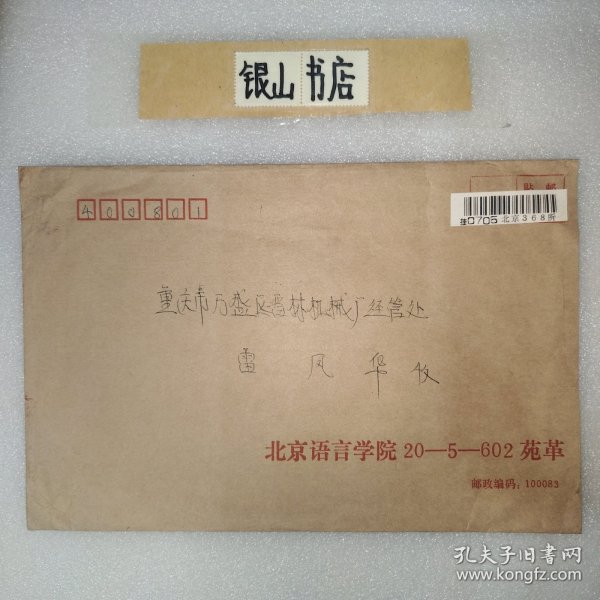 银山书店
400801
贴 邮
挂0705 北京368所
重庆市万盛区晋林机械厂经管处
雷 凤 华 收
北京语言学院 20—5—602 苑革
邮政编码：100083
孔夫子旧书网
www.kongfz.com